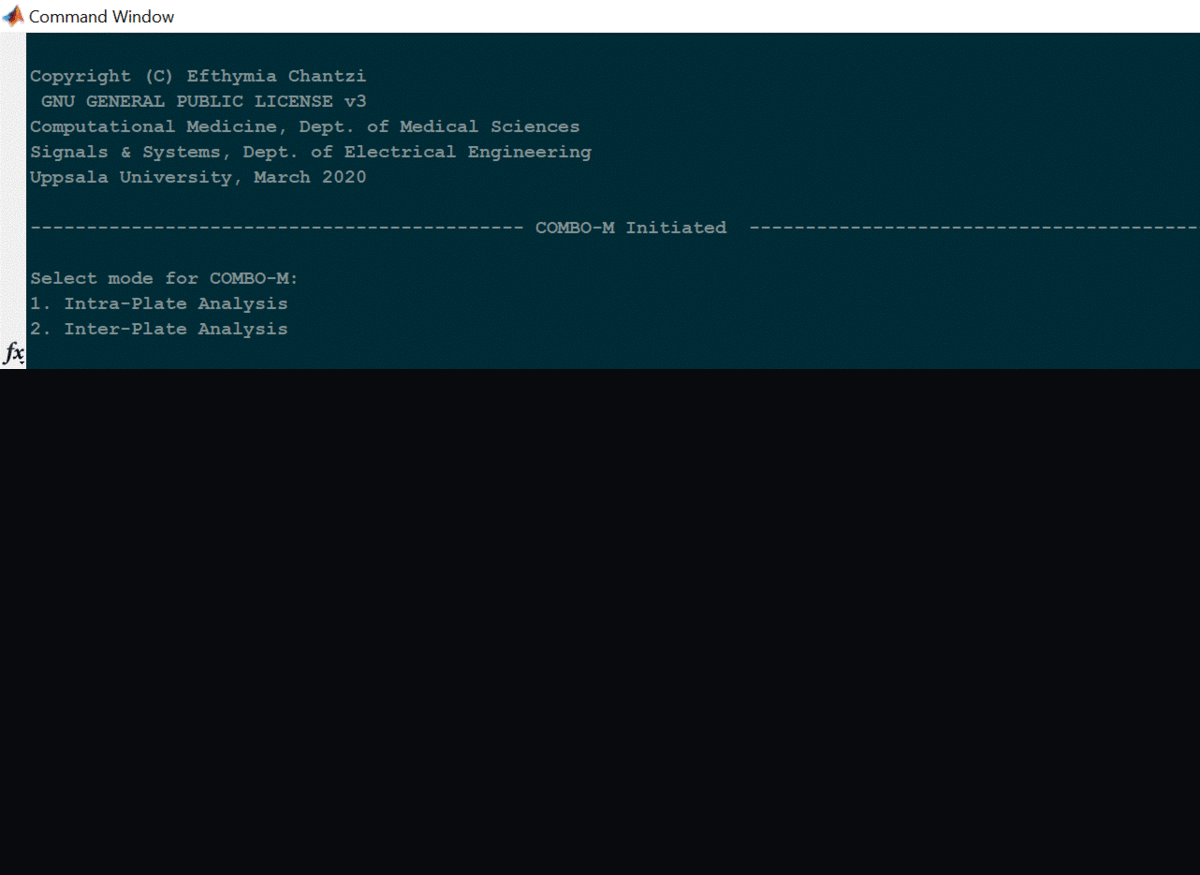 Command Window
Copyright (C) Efthymia Chantzi
GNU GENERAL PUBLIC LICENSE v3
Computational Medicine, Dept. of Medical Sciences
Signals & Systems, Dept. of Electrical Engineering
Uppsala University, March 2020
-------------------------------------------- COMBO-M Initiated ----------------------------------------
Select mode for COMBO-M:
1. Intra-Plate Analysis
2. Inter-Plate Analysis
fx